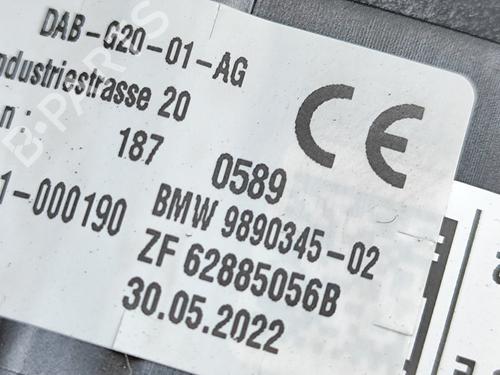 DAB-G20-01-AG
ndustriestrasse 20
n :
187
CE
0589
1-000190
BMW 9890345-02
ZF 62885056B
30.05.2022
B-PARTS